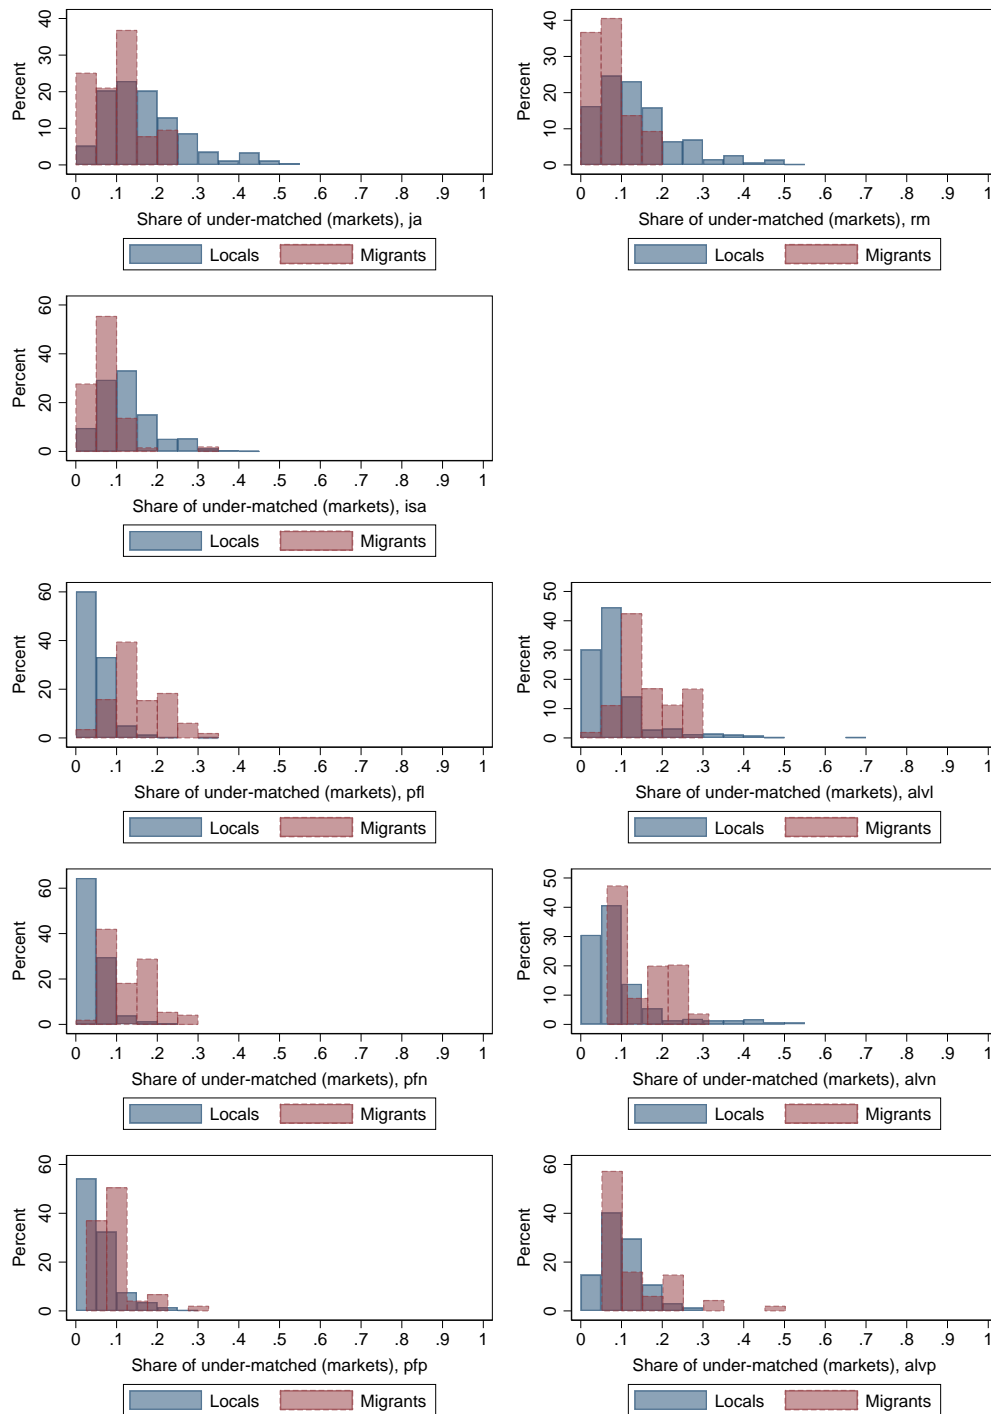 Percent
0 10 20 30 40
0 .1 .2 .3 .4 .5 .6 .7 .8 .9 1
Share of under-matched (markets), ja
Locals Migrants
Percent
0 10 20 30 40
0 .1 .2 .3 .4 .5 .6 .7 .8 .9 1
Share of under-matched (markets), rm
Locals Migrants
Percent
0 20 40 60
0 .1 .2 .3 .4 .5 .6 .7 .8 .9 1
Share of under-matched (markets), isa
Locals Migrants
Percent
0 20 40 60
0 .1 .2 .3 .4 .5 .6 .7 .8 .9 1
Share of under-matched (markets), pfl
Locals Migrants
Percent
0 10 20 30 40 50
0 .1 .2 .3 .4 .5 .6 .7 .8 .9 1
Share of under-matched (markets), alvl
Locals Migrants
Percent
0 20 40 60
0 .1 .2 .3 .4 .5 .6 .7 .8 .9 1
Share of under-matched (markets), pfn
Locals Migrants
Percent
0 10 20 30 40 50
0 .1 .2 .3 .4 .5 .6 .7 .8 .9 1
Share of under-matched (markets), alvn
Locals Migrants
Percent
0 20 40 60
0 .1 .2 .3 .4 .5 .6 .7 .8 .9 1
Share of under-matched (markets), pfp
Locals Migrants
Percent
0 20 40 60
0 .1 .2 .3 .4 .5 .6 .7 .8 .9 1
Share of under-matched (markets), alvp
Locals Migrants